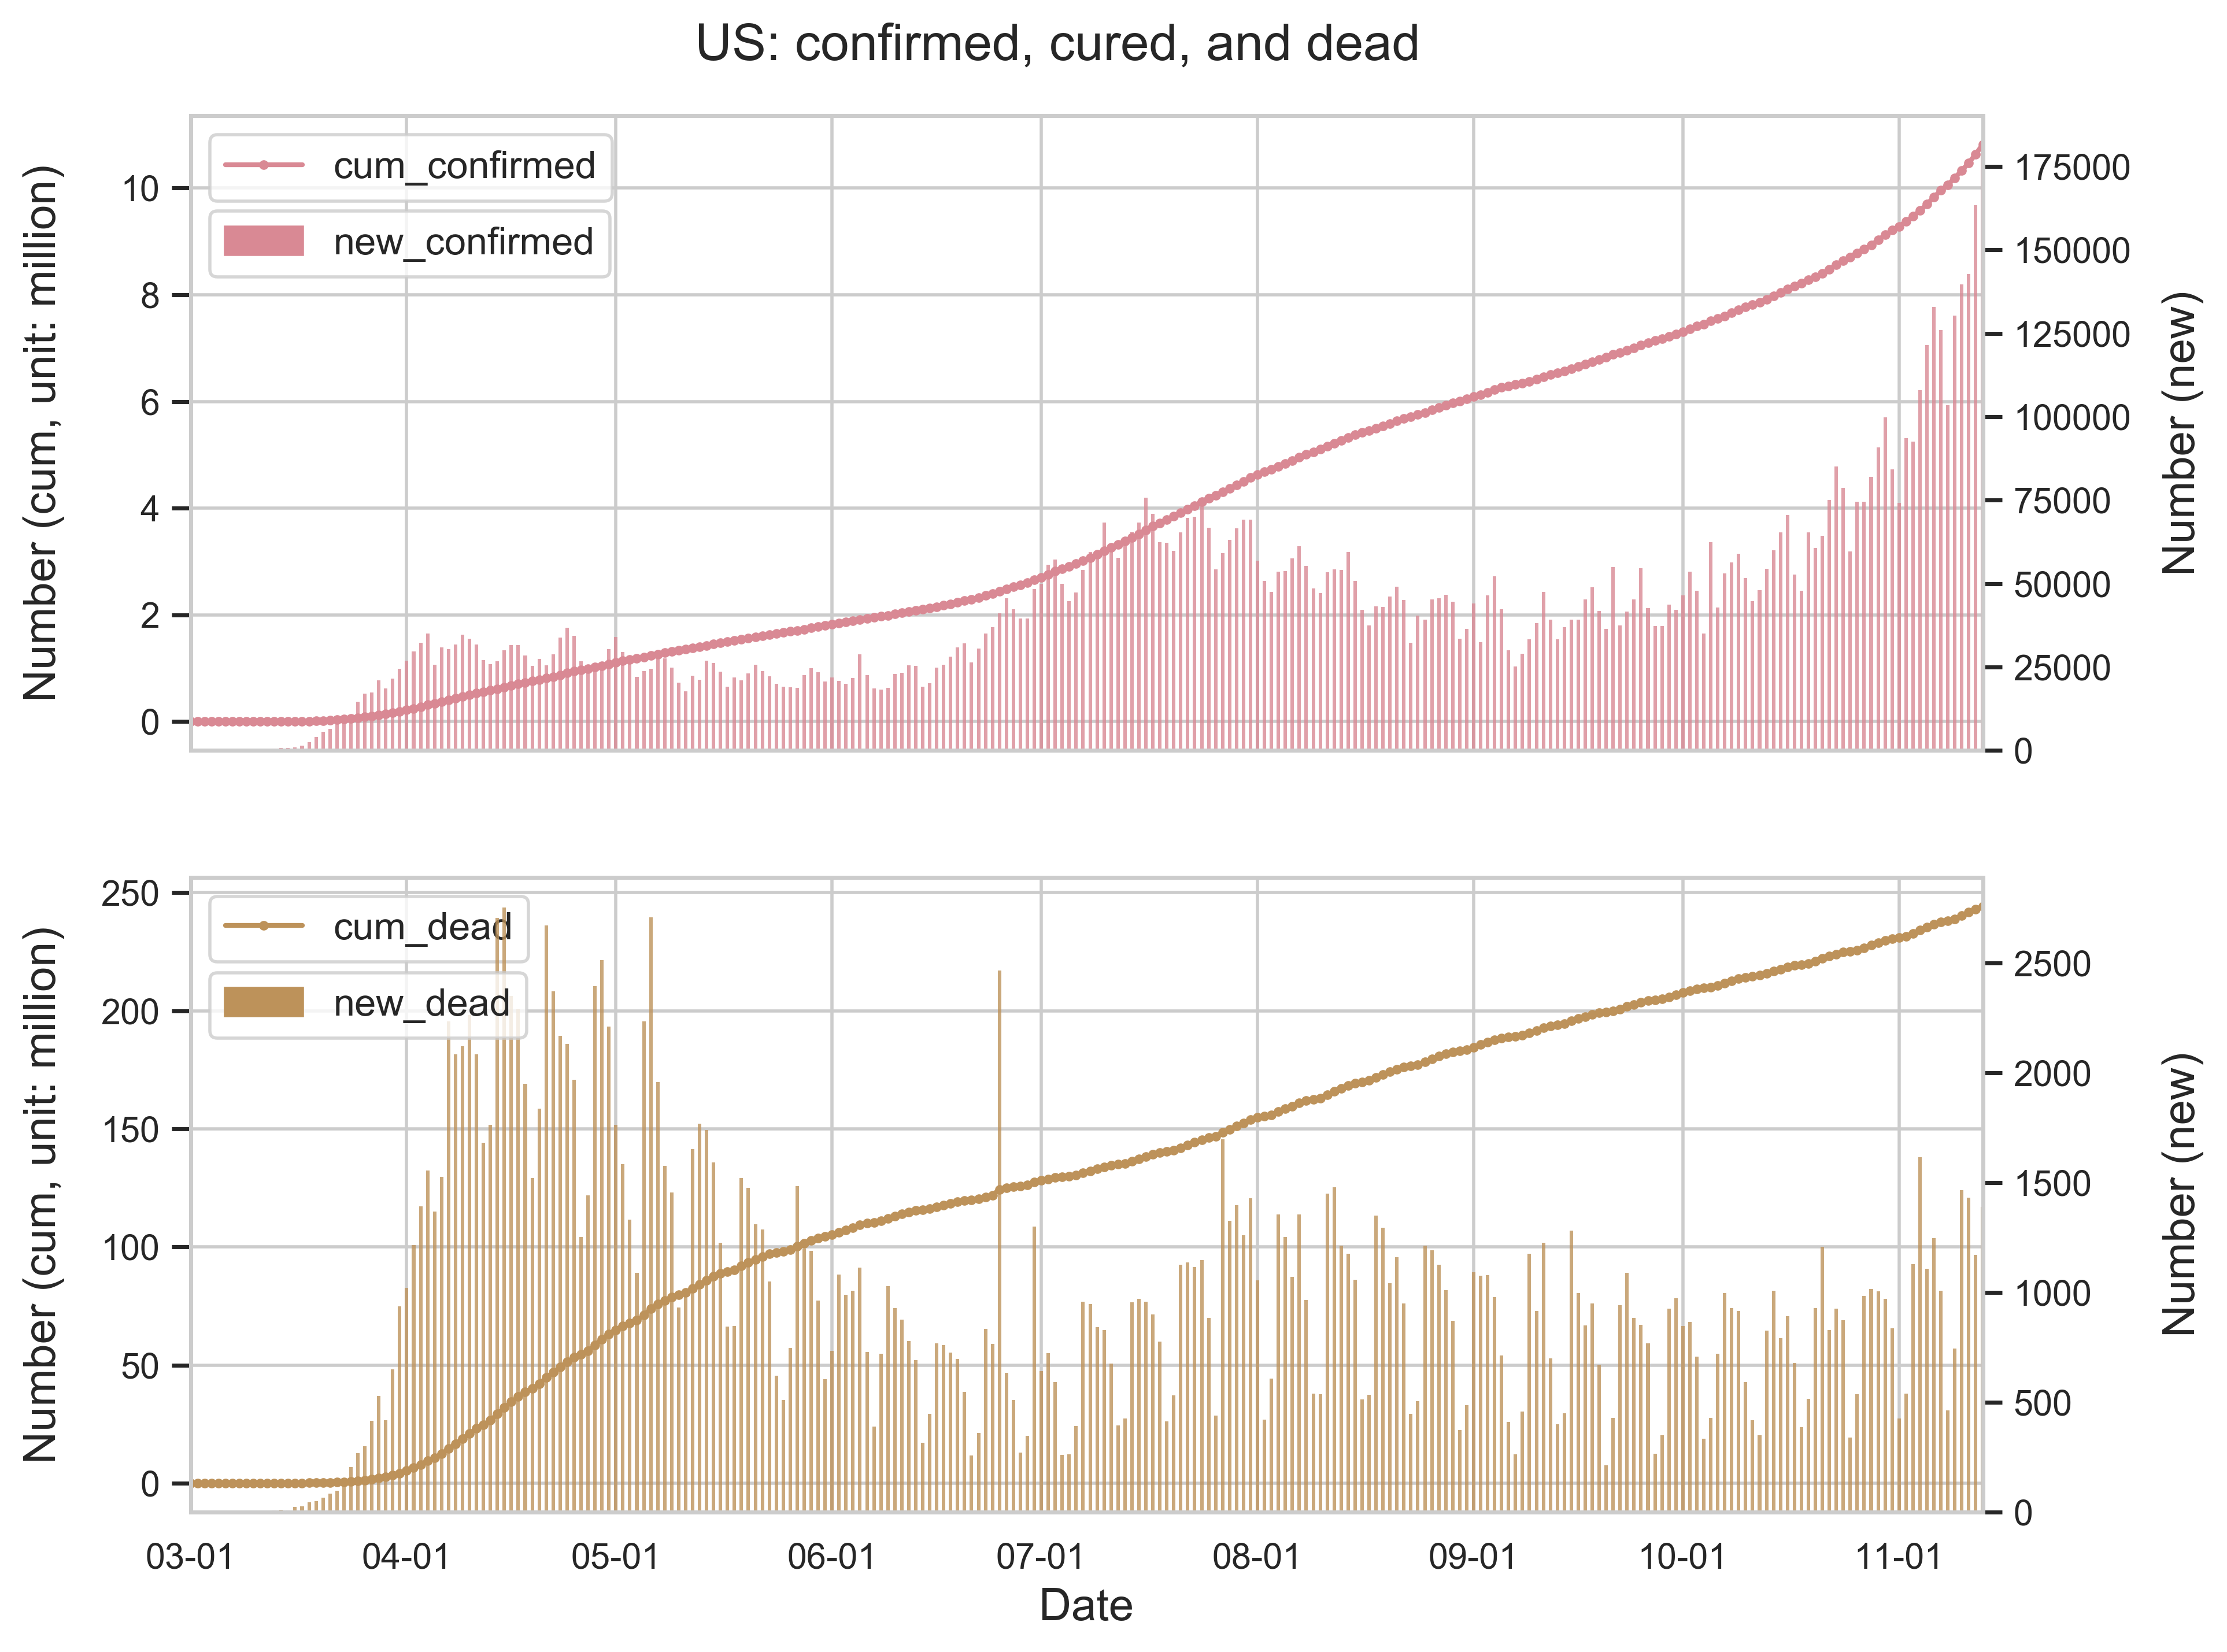 US: confirmed, cured, and dead
cum_confirmed
new_confirmed
Number (cum, unit: million)
10
8
6
4
2
0
175000
150000
125000
100000
75000
50000
25000
0
Number (new)
cum_dead
new_dead
Number (cum, unit: million)
250
200
150
100
50
0
2500
2000
1500
1000
500
0
Number (new)
03-01 04-01 05-01 06-01 07-01 08-01 09-01 10-01 11-01
Date